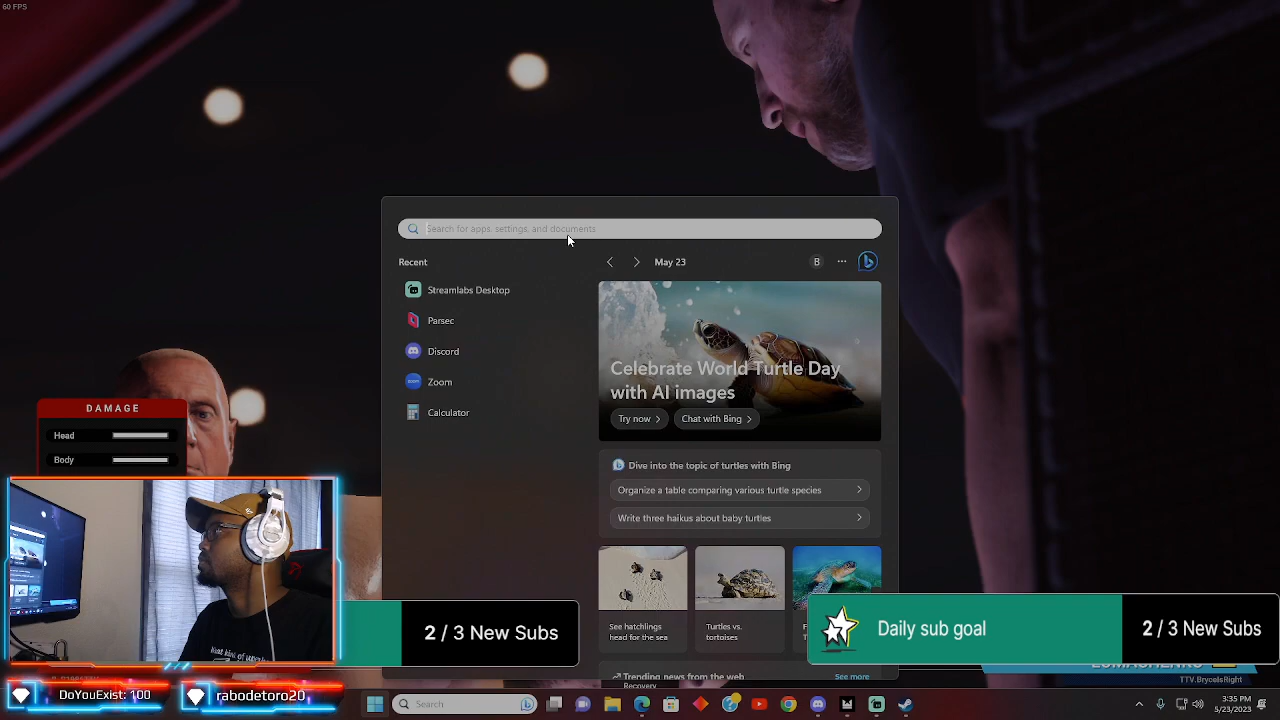 60 FPS
Search for apps, settings, and documents
Recent
May 23
B
Streamlabs Desktop
Parsec
Discord
Zoom
Calculator
Celebrate World Turtle Day
with AI images
Try now
Chat with Bing
Dive into the topic of turtles with Bing
Organize a table comparing various turtle species
Write three haikus about baby turtles
See hatchlings
head for the sea
Turtles vs.
tortoises
Trending news from the web
See more
DAMAGE
Head
Body
Recovery
2 / 3 New Subs
Daily sub goal
2 / 3 New Subs
LOMACHENKO
TTV.BrycelsRight
DoYouExist: 100
rabodetoro20
Search
3:35 PM
5/23/2023